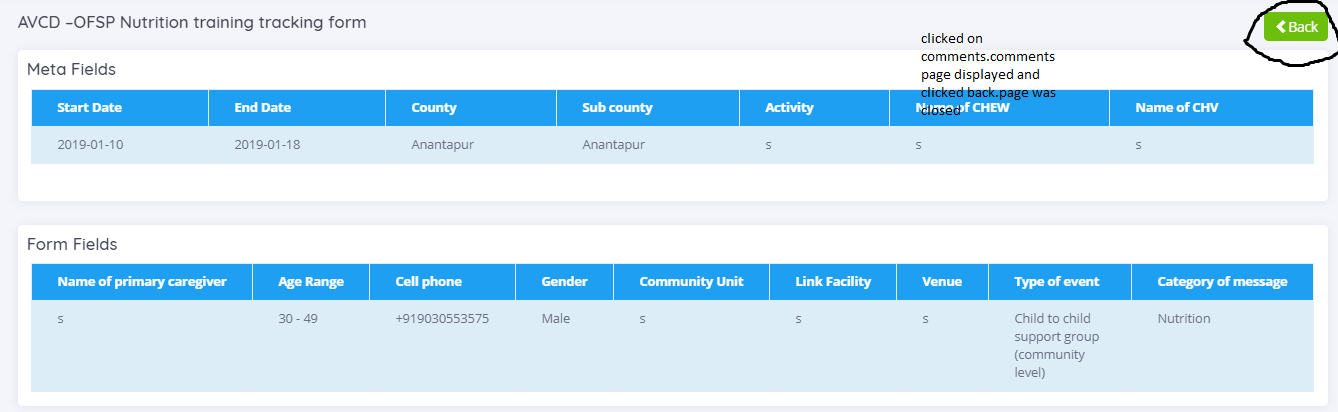 AVCD –OFSP Nutrition training tracking form
Back
clicked on
comments.comments
page displayed and
clicked back.page was
closed
Meta Fields
Start Date End Date County Sub county Activity Name of CHEW Name of CHV
2019-01-10 2019-01-18 Anantapur Anantapur s s s
Form Fields
Name of primary caregiver Age Range Cell phone Gender Community Unit Link Facility Venue Type of event Category of message
s 30 - 49 +919030553575 Male s s s Child to child Nutrition
support group
(community
level)